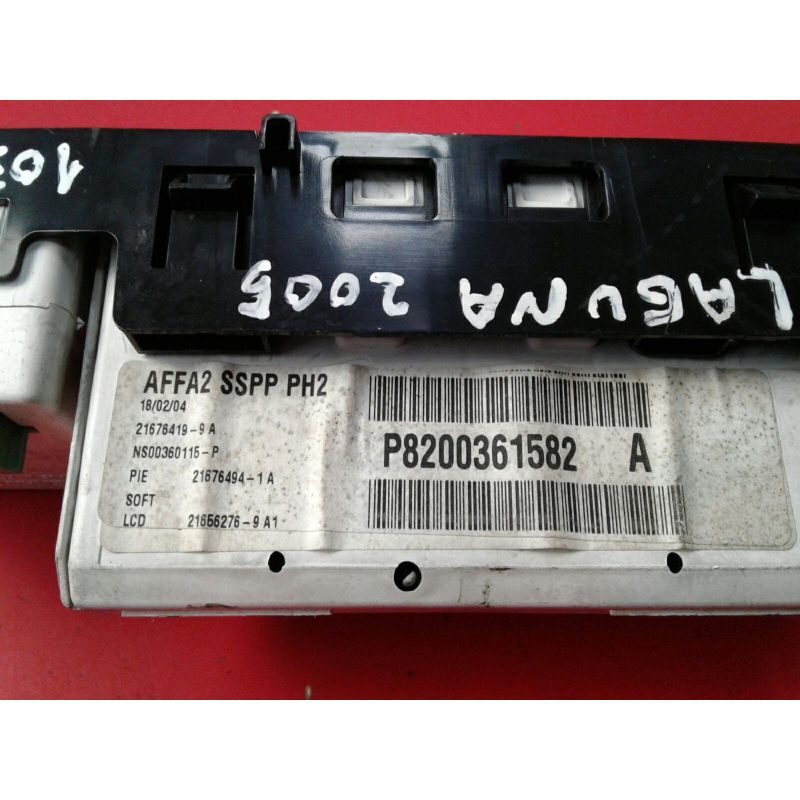 LAGUNA 2005
AFFA2 SSPP PH2
18/02/04
21676419-9 A
NS00360115-P
PIE 21676494-1 A
SOFT
LCD 21656276-9 A1
P8200361582 A